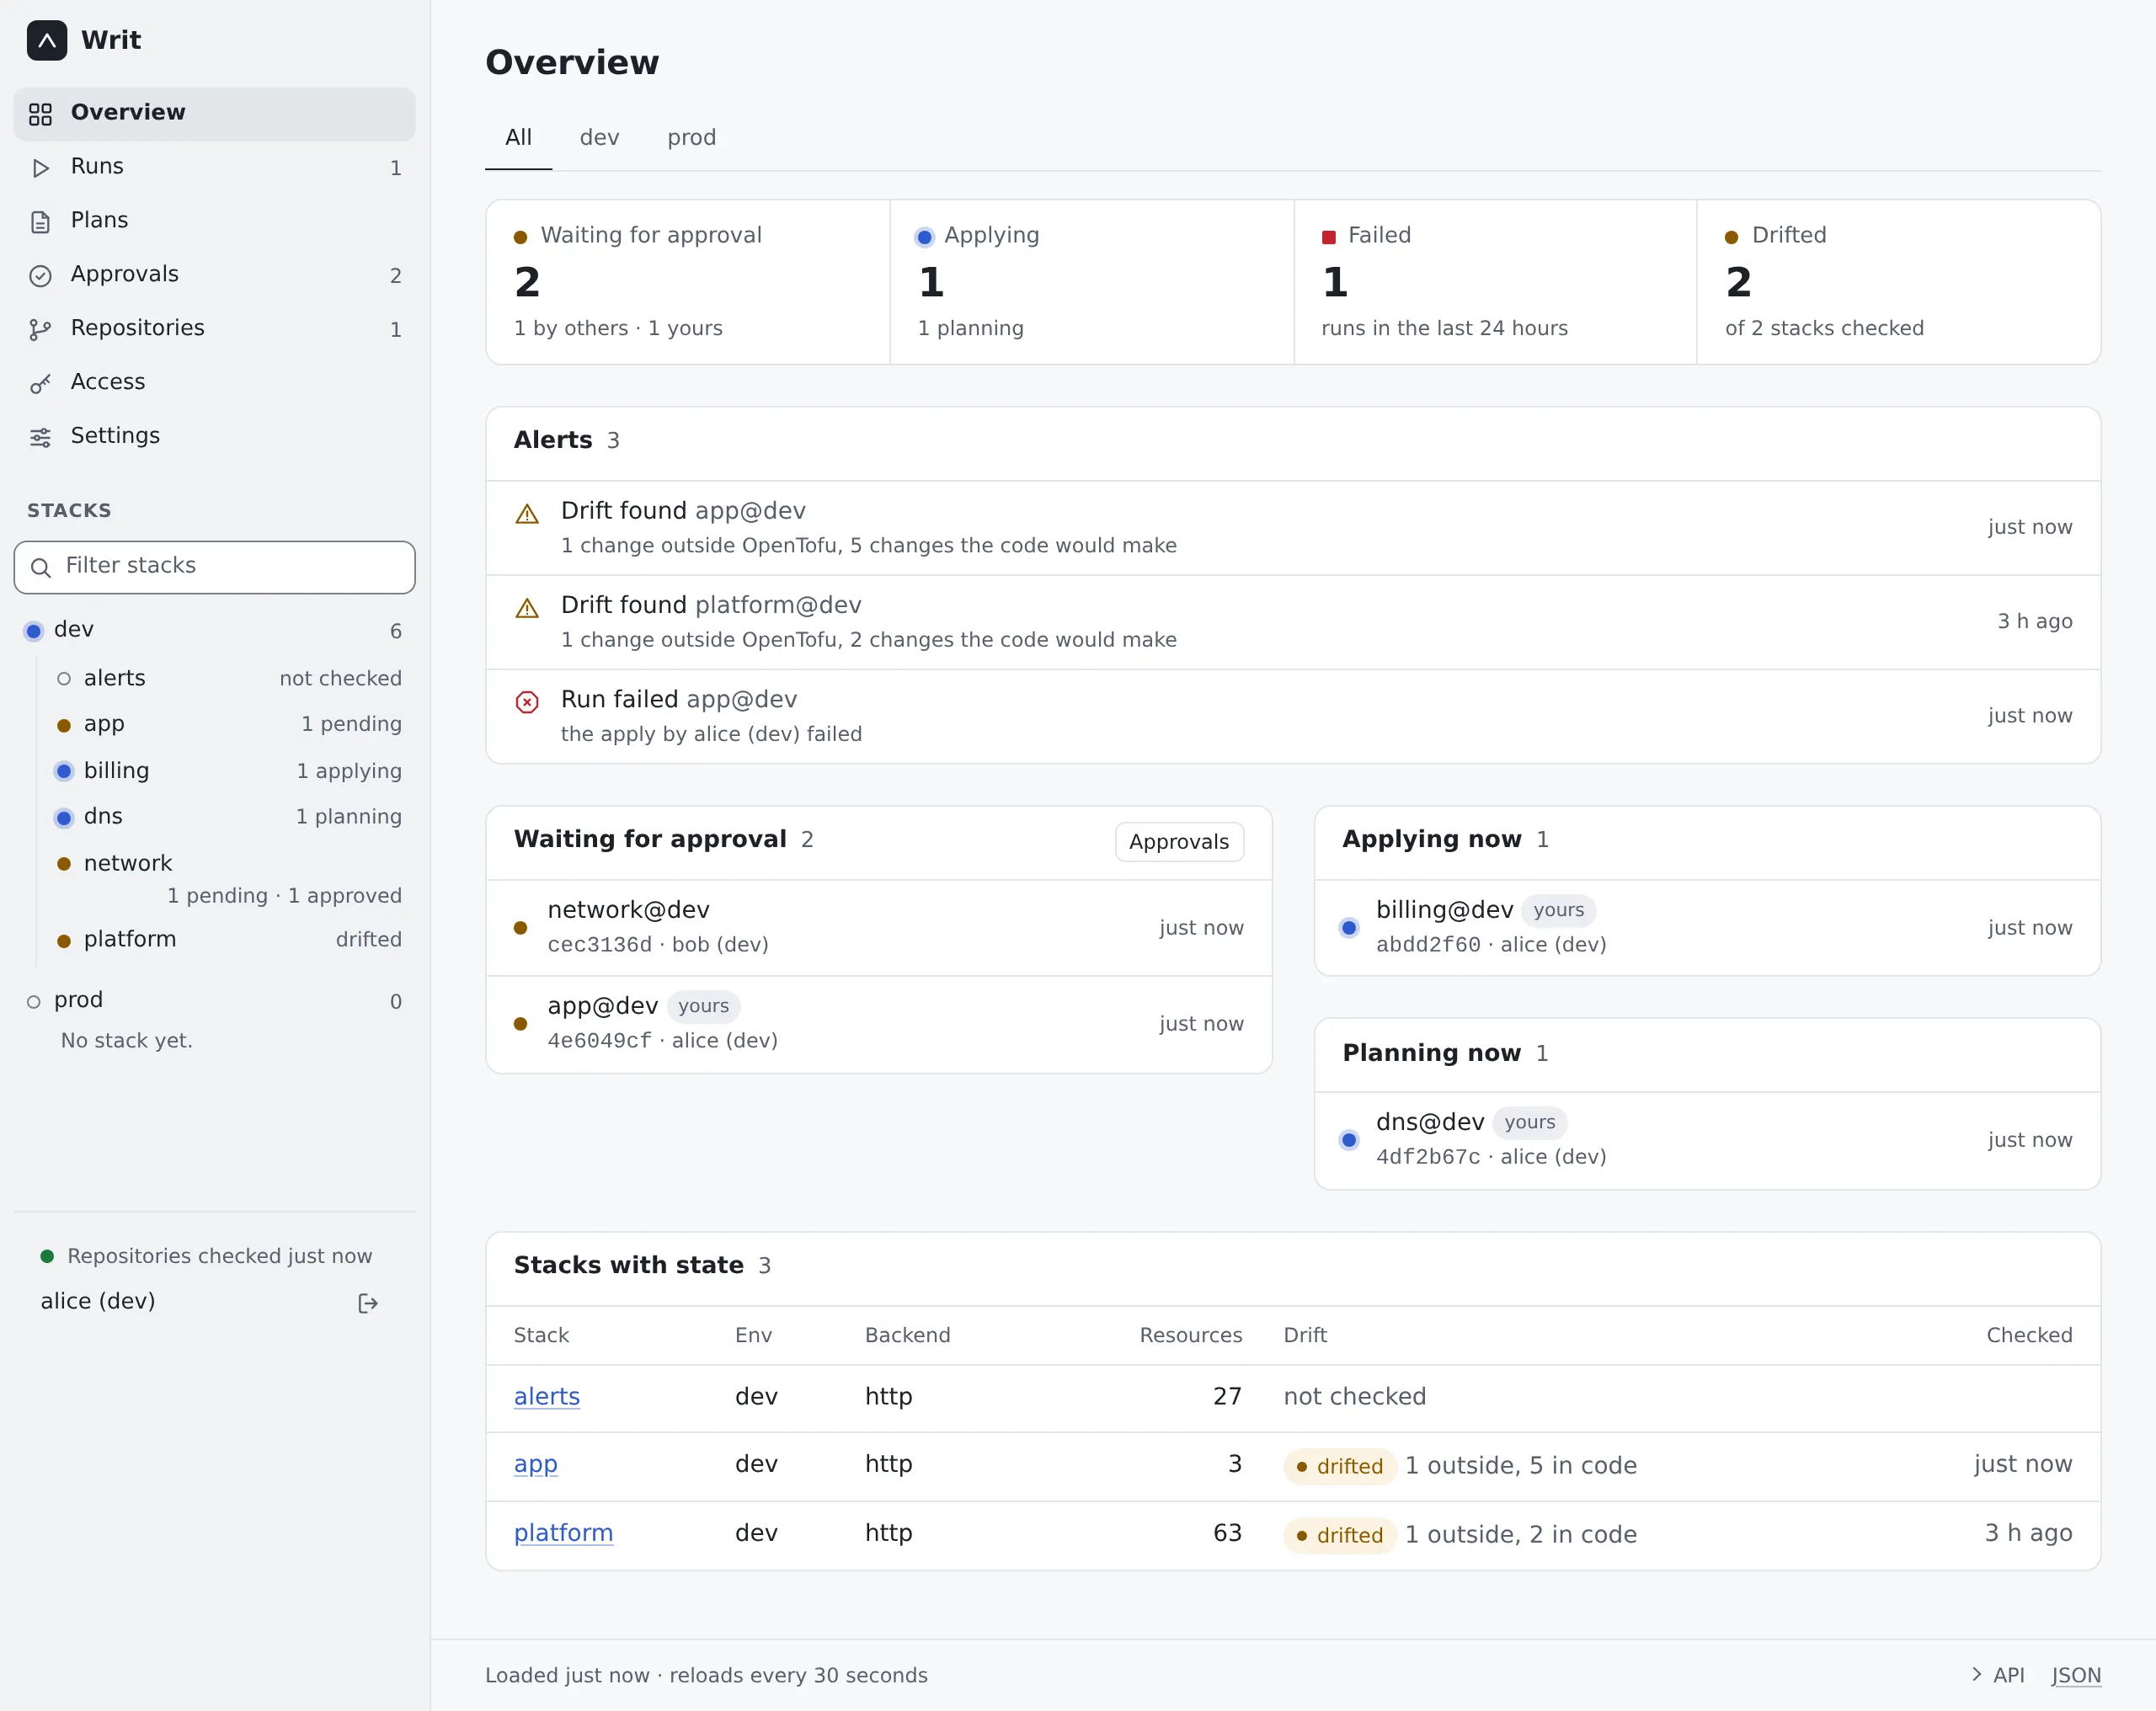 Writ
Overview
Runs 1
Plans
Approvals 2
Repositories 1
Access
Settings
STACKS
Filter stacks
dev 6
alerts not checked
app 1 pending
billing 1 applying
dns 1 planning
network
1 pending · 1 approved
platform drifted
prod 0
No stack yet.
Repositories checked just now
alice (dev)
Overview
All dev prod
Waiting for approval
2
1 by others · 1 yours
Applying
1
1 planning
Failed
1
runs in the last 24 hours
Drifted
2
of 2 stacks checked
Alerts 3
Drift found app@dev
1 change outside OpenTofu, 5 changes the code would make
just now
Drift found platform@dev
1 change outside OpenTofu, 2 changes the code would make
3 h ago
Run failed app@dev
the apply by alice (dev) failed
just now
Waiting for approval 2 Approvals
network@dev
cec3136d · bob (dev)
just now
app@dev yours
4e6049cf · alice (dev)
just now
Applying now 1
billing@dev yours
abdd2f60 · alice (dev)
just now
Planning now 1
dns@dev yours
4df2b67c · alice (dev)
just now
Stacks with state 3
Stack Env Backend Resources Drift Checked
alerts dev http 27 not checked
app dev http 3 drifted 1 outside, 5 in code just now
platform dev http 63 drifted 1 outside, 2 in code 3 h ago
Loaded just now · reloads every 30 seconds
API JSON